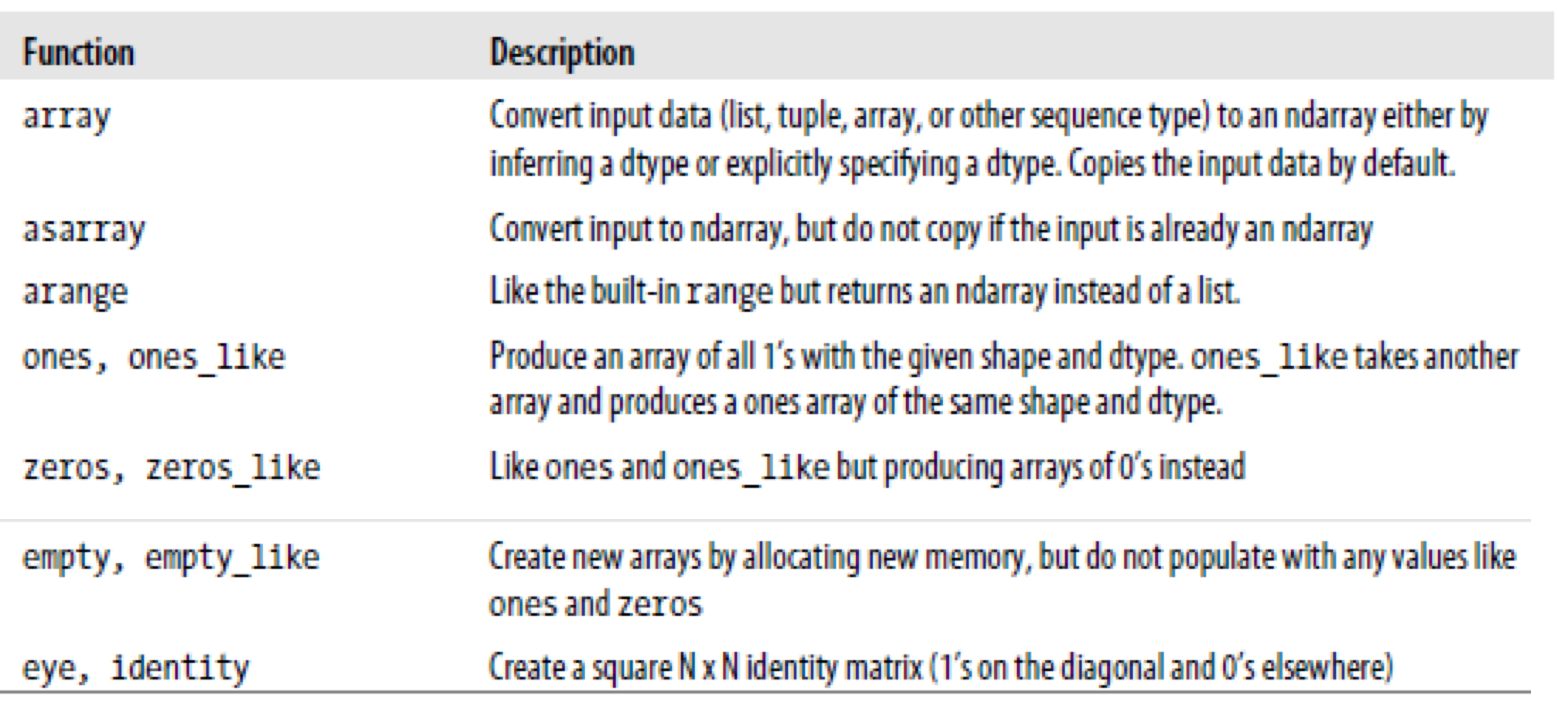 Function Description
array Convert input data (list, tuple, array, or other sequence type) to an ndarray either by
inferring a dtype or explicitly specifying a dtype. Copies the input data by default.
asarray Convert input to ndarray, but do not copy if the input is already an ndarray
arange Like the built-in range but returns an ndarray instead of a list.
ones, ones_like Produce an array of all 1's with the given shape and dtype. ones_like takes another
array and produces a ones array of the same shape and dtype.
zeros, zeros_like Like ones and ones_like but producing arrays of 0's instead
empty, empty_like Create new arrays by allocating new memory, but do not populate with any values like
ones and zeros
eye, identity Create a square N x N identity matrix (1's on the diagonal and 0's elsewhere)